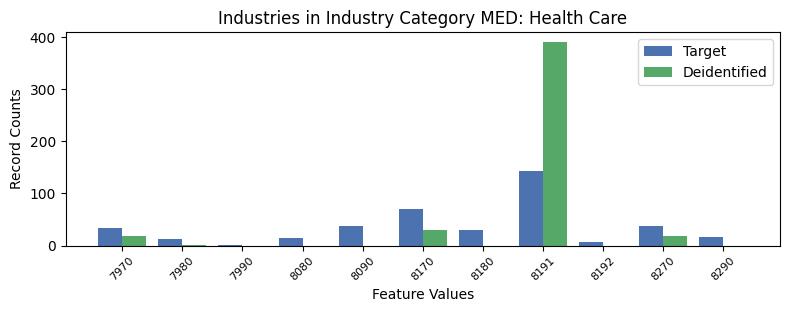 Industries in Industry Category MED: Health Care
Target
Deidentified
Record Counts
400
300
200
100
0
7970 7980 7990 8080 8090 8170 8180 8191 8192 8270 8290
Feature Values